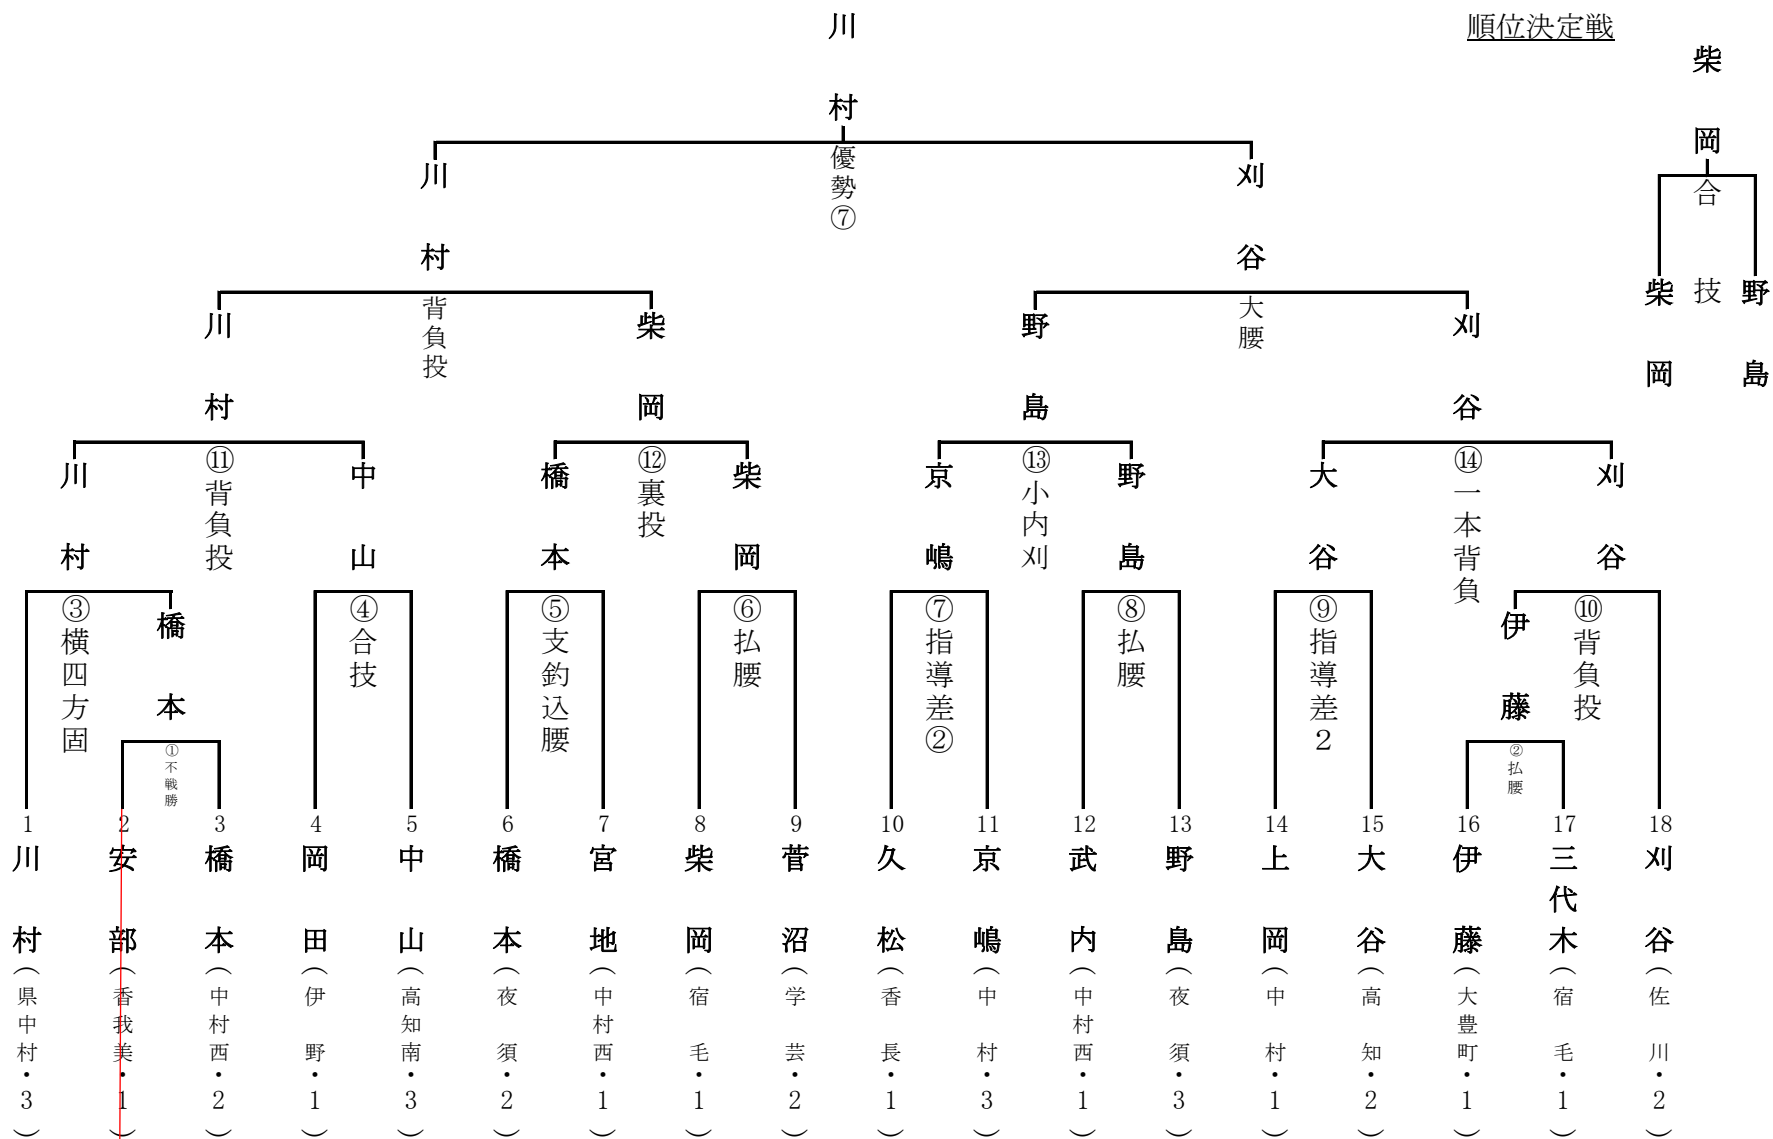 順位決定戦
川村
優勢⑦
柴岡
合技
柴岡
野島
川村
背負投
刈谷
大腰
川村
⑪背負投
柴岡
⑫裏投
野島
⑬小内刈
刈谷
⑭一本背負
川村
③横四方固
中山
④合技
橋本
⑤支釣込腰
柴岡
⑥払腰
京嶋
⑦指導差②
野島
⑧払腰
大谷
⑨指導差2
刈谷
⑩背負投
橋本
①不戦勝
伊藤
②払腰
1 川村(県中村・3)
2 安部(香我美・1)
3 橋本(中村西・2)
4 岡田(伊野・1)
5 中山(高知南・3)
6 橋本(夜須・2)
7 宮地(中村西・1)
8 柴岡(宿毛・1)
9 菅沼(学芸・2)
10 久松(香長・1)
11 京嶋(中村・3)
12 武内(中村西・1)
13 野島(夜須・3)
14 上岡(中村・1)
15 大谷(高知・2)
16 伊藤(大豊町・1)
17 三代木(宿毛・1)
18 刈谷(佐川・2)